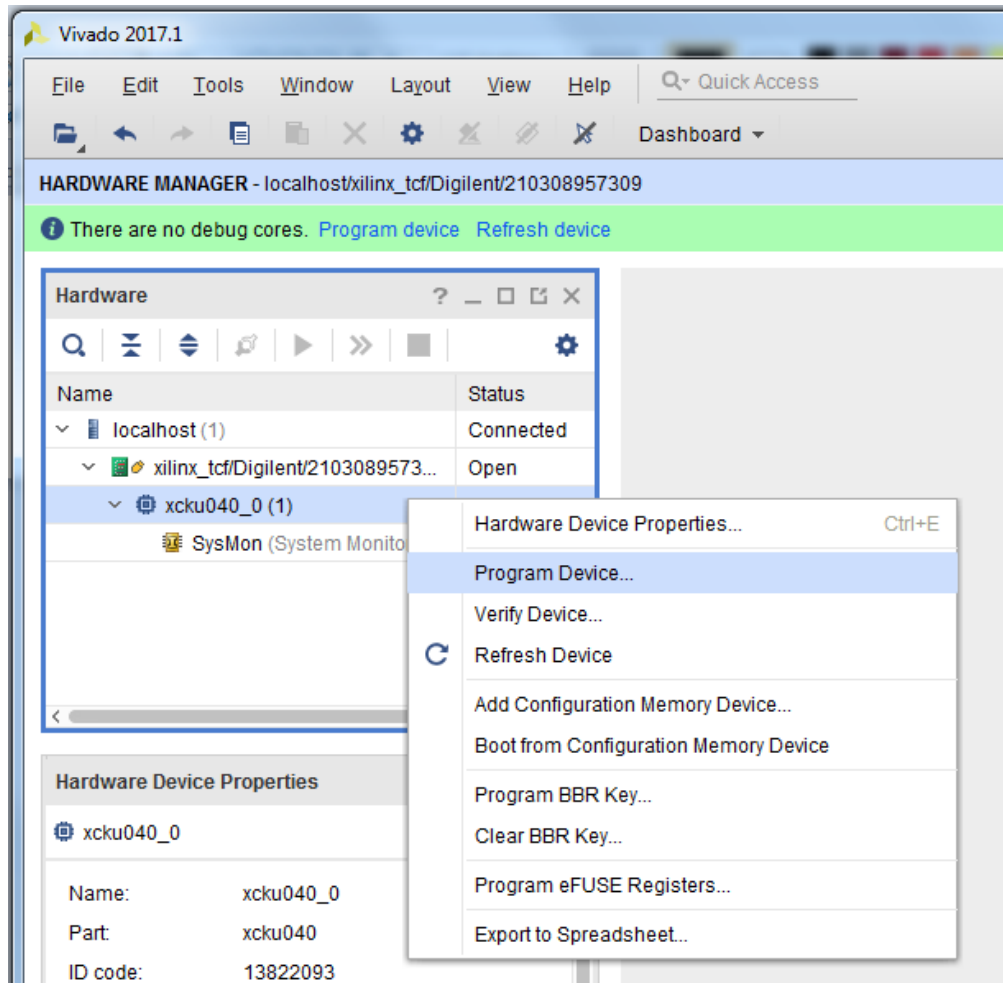 Vivado 2017.1
File Edit Tools Window Layout View Help Quick Access
Dashboard
HARDWARE MANAGER - localhost/xilinx_tcf/Digilent/210308957309
There are no debug cores. Program device Refresh device
Hardware ?
Name Status
localhost (1) Connected
xilinx_tcf/Digilent/2103089573... Open
xcku040_0 (1)
SysMon (System Monito
Hardware Device Properties... Ctrl+E
Program Device...
Verify Device...
Refresh Device
Add Configuration Memory Device...
Boot from Configuration Memory Device
Program BBR Key...
Clear BBR Key...
Program eFUSE Registers...
Export to Spreadsheet...
Hardware Device Properties
xcku040_0
Name: xcku040_0
Part: xcku040
ID code: 13822093